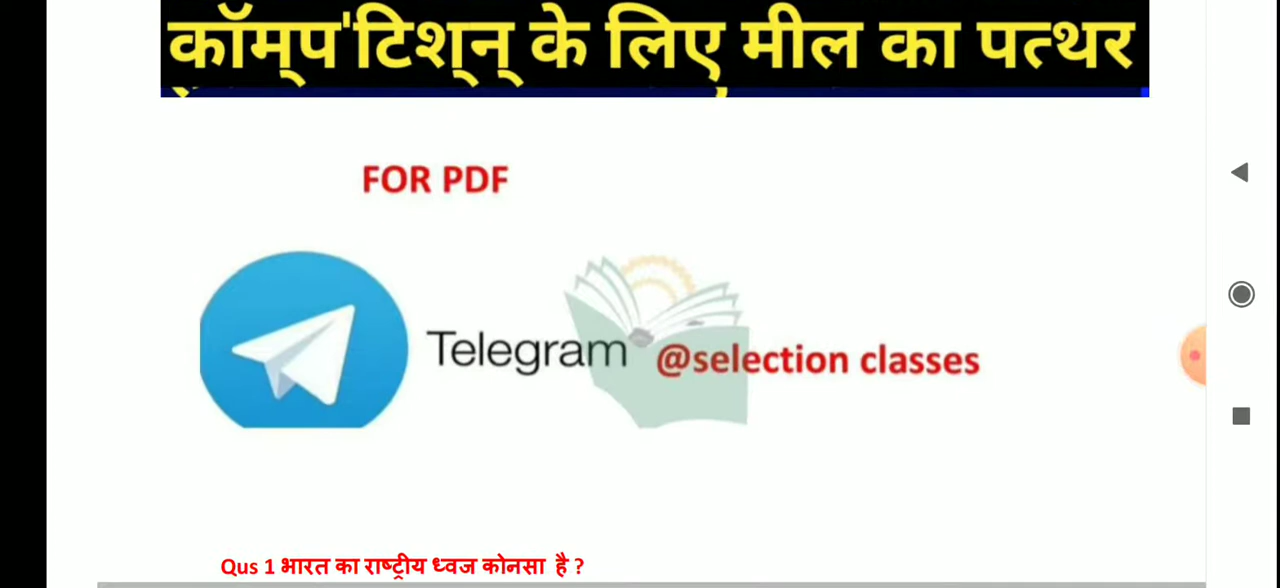 कॉम्प'टिश्न् के लिए मील का पत्थर
FOR PDF
Telegram @selection classes
Qus 1 भारत का राष्ट्रीय ध्वज कोनसा है ?